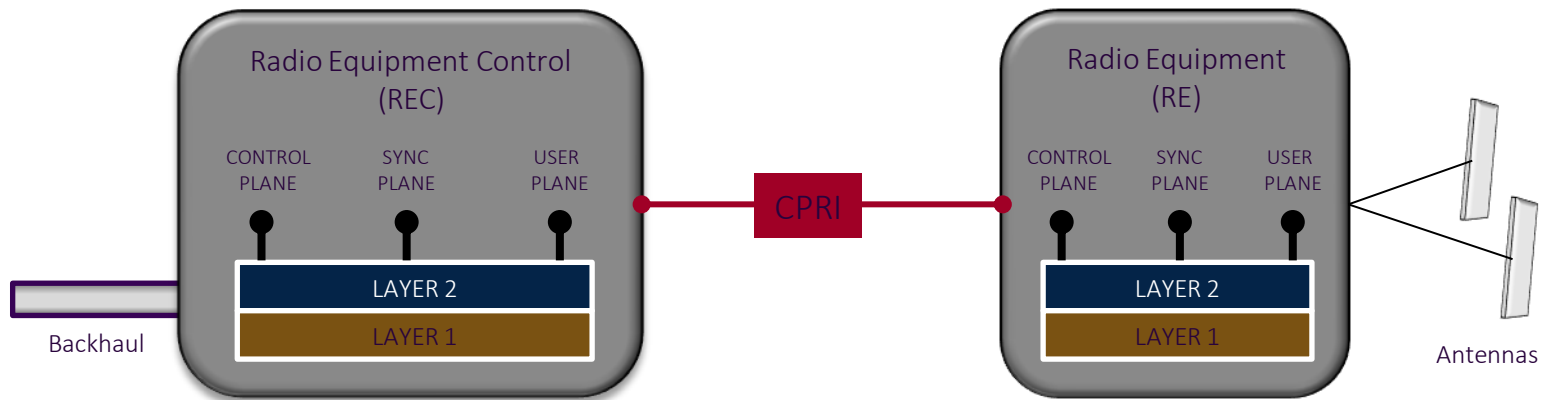 Radio Equipment Control
(REC)
CONTROL
PLANE
SYNC
PLANE
USER
PLANE
LAYER 2
LAYER 1
Backhaul
CPRI
Radio Equipment
(RE)
CONTROL
PLANE
SYNC
PLANE
USER
PLANE
LAYER 2
LAYER 1
Antennas